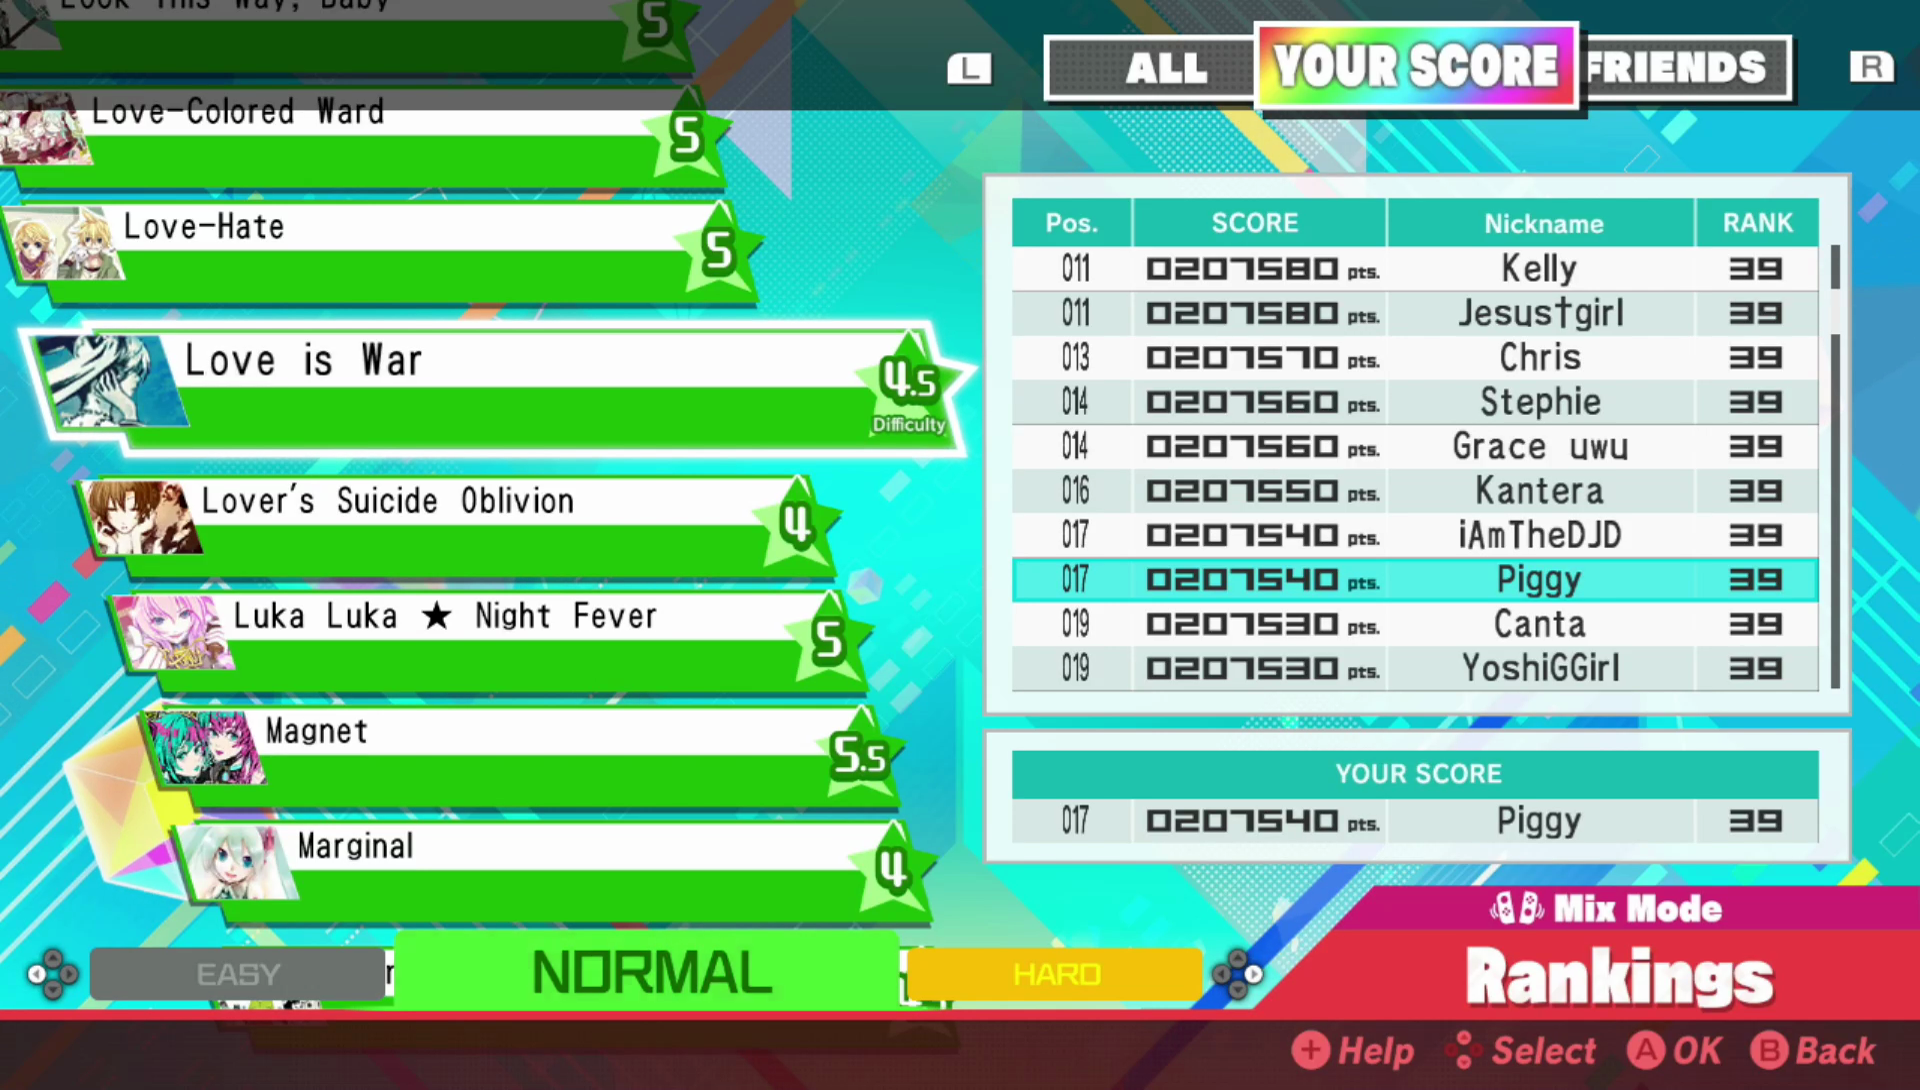 Look This Way, Baby
5
Love-Colored Ward
5
Love-Hate
5
Love is War
4.5
Difficulty
Lover's Suicide Oblivion
4
Luka Luka ★ Night Fever
5
Magnet
5.5
Marginal
4
EASY
NORMAL
HARD
L
ALL
YOUR SCORE
FRIENDS
R
Pos. SCORE Nickname RANK
011 0207580 pts. Kelly 39
011 0207580 pts. Jesus†girl 39
013 0207570 pts. Chris 39
014 0207560 pts. Stephie 39
014 0207560 pts. Grace uwu 39
016 0207550 pts. Kantera 39
017 0207540 pts. iAmTheDJD 39
017 0207540 pts. Piggy 39
019 0207530 pts. Canta 39
019 0207530 pts. YoshiGGirl 39
YOUR SCORE
017 0207540 pts. Piggy 39
Mix Mode
Rankings
+ Help Select A OK B Back